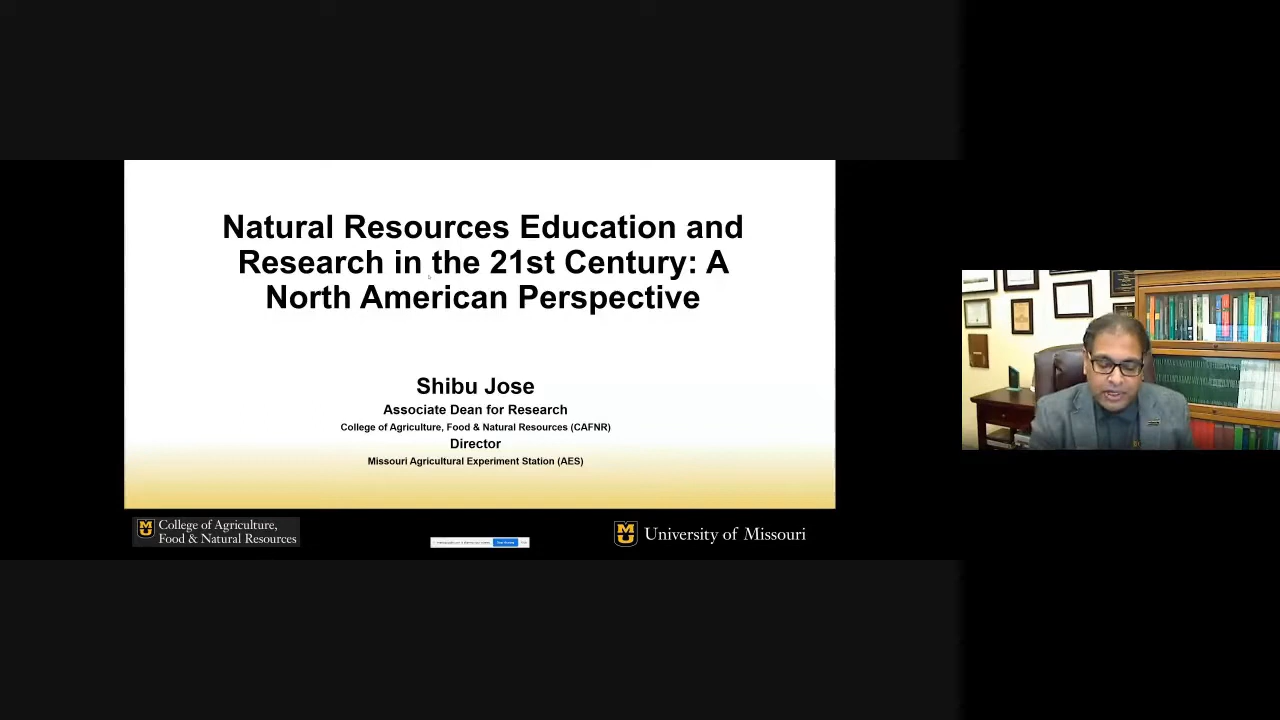 Natural Resources Education and
Research in the 21st Century: A
North American Perspective
Shibu Jose
Associate Dean for Research
College of Agriculture, Food & Natural Resources (CAFNR)
Director
Missouri Agricultural Experiment Station (AES)
MU College of Agriculture,
Food & Natural Resources
MU University of Missouri